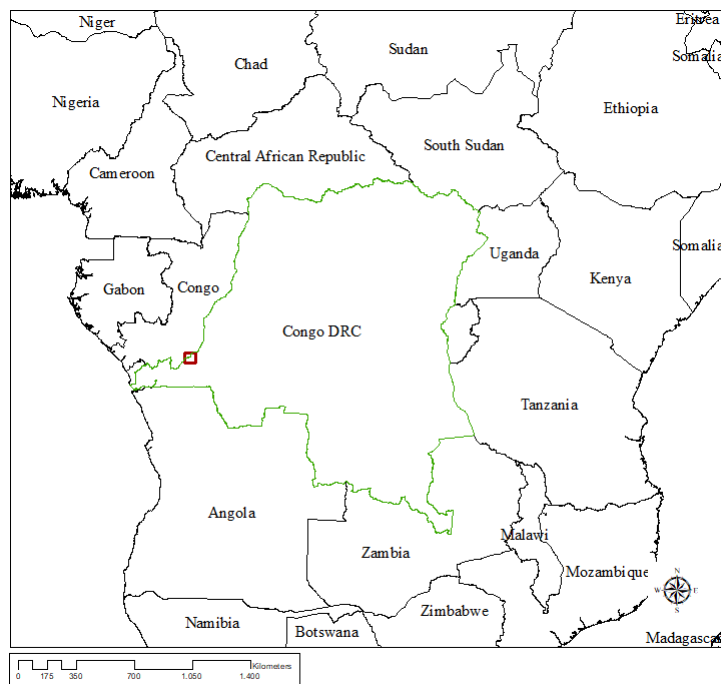 Niger
Eritrea
Sudan
Somalia
Chad
Nigeria
Ethiopia
South Sudan
Central African Republic
Cameroon
Somalia
Uganda
Kenya
Gabon
Congo
Congo DRC
Tanzania
Angola
Malawi
Zambia
Mozambique
N
W E
S
Zimbabwe
Namibia
Botswana
Madagascar
Kilometers
0 175 350 700 1.050 1.400